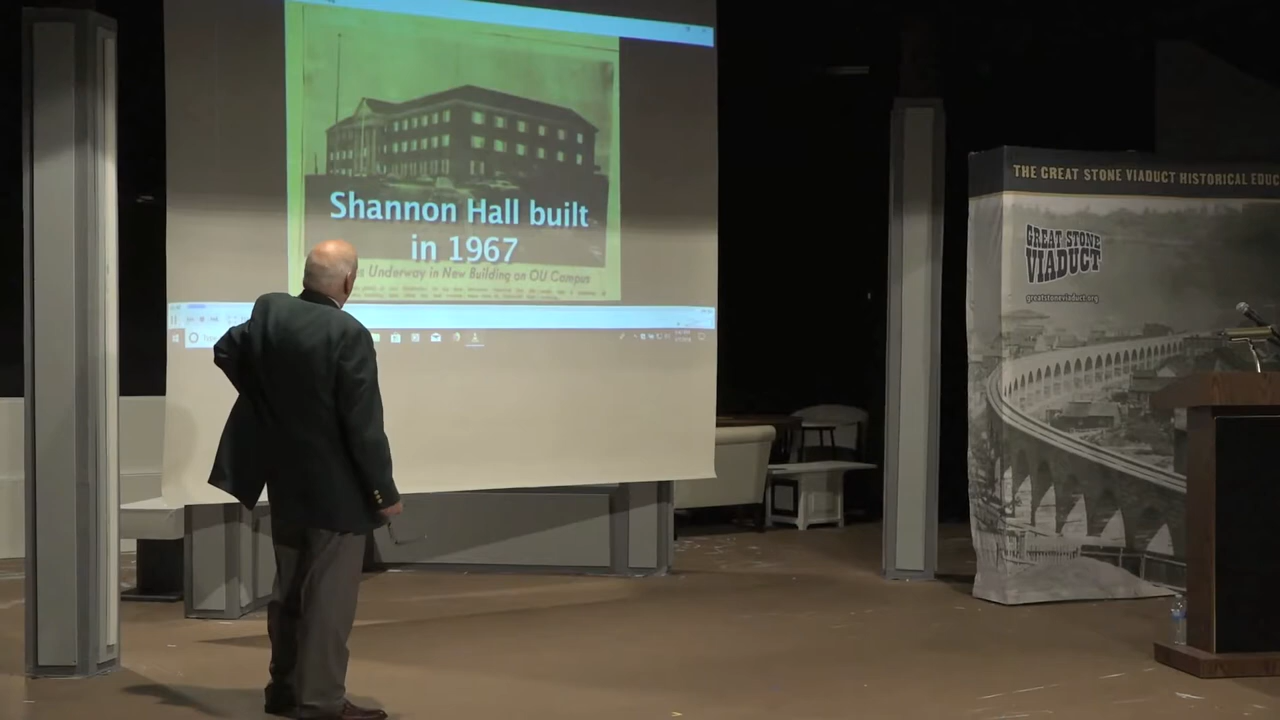 Shannon Hall built
in 1967
Underway in New Building on OU Campus
THE GREAT STONE VIADUCT HISTORICAL EDUC
GREAT STONE
VIADUCT
greatstoneviaduct.org